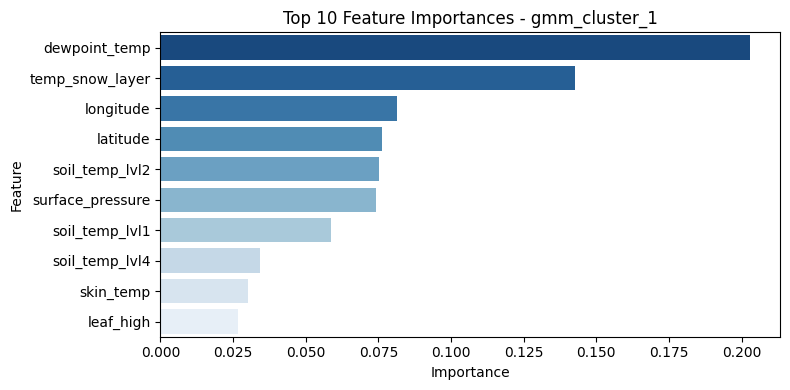 Top 10 Feature Importances - gmm_cluster_1
dewpoint_temp
temp_snow_layer
longitude
latitude
soil_temp_lvl2
surface_pressure
soil_temp_lvl1
soil_temp_lvl4
skin_temp
leaf_high
Feature
0.000 0.025 0.050 0.075 0.100 0.125 0.150 0.175 0.200
Importance